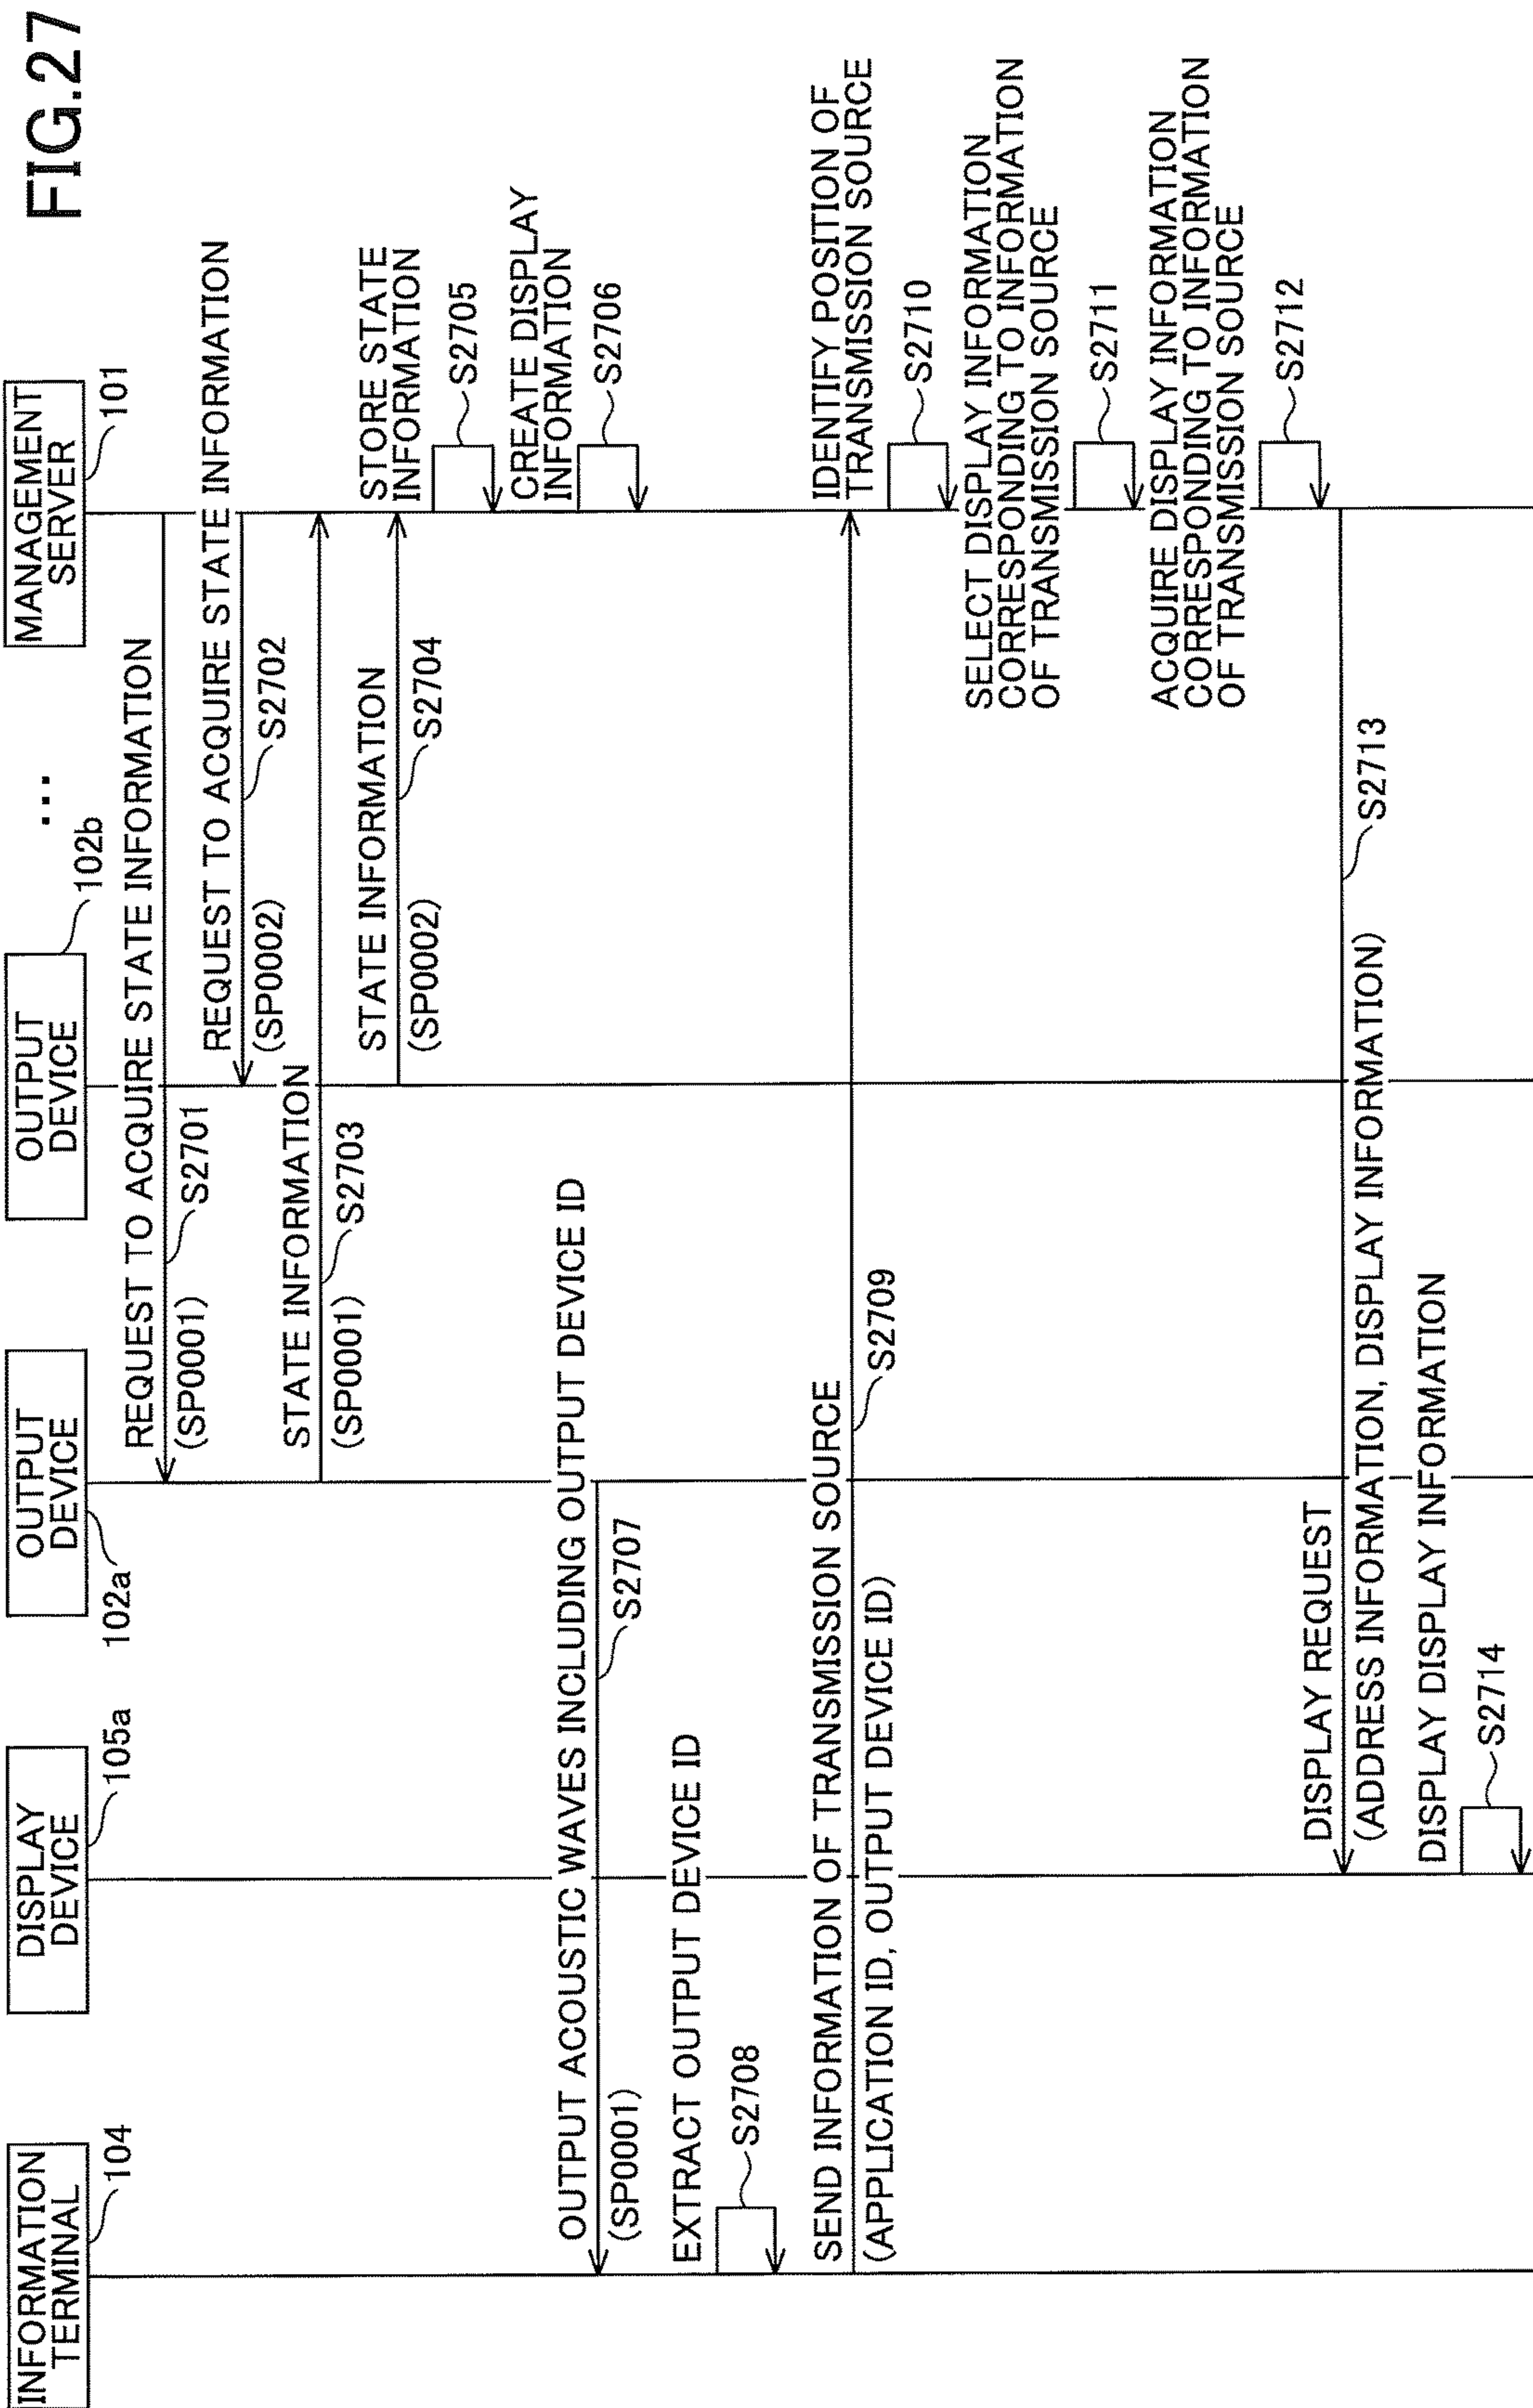 FIG.27
INFORMATION
TERMINAL
104
DISPLAY
DEVICE
105a
OUTPUT
DEVICE
102a
OUTPUT
DEVICE
102b
...
MANAGEMENT
SERVER
101
REQUEST TO ACQUIRE STATE INFORMATION
(SP0001)
S2701
REQUEST TO ACQUIRE STATE INFORMATION
(SP0002)
S2702
STATE INFORMATION
(SP0001)
S2703
STATE INFORMATION
(SP0002)
S2704
STORE STATE
INFORMATION
S2705
CREATE DISPLAY
INFORMATION
S2706
OUTPUT ACOUSTIC WAVES INCLUDING OUTPUT DEVICE ID
(SP0001)
S2707
EXTRACT OUTPUT DEVICE ID
S2708
SEND INFORMATION OF TRANSMISSION SOURCE
(APPLICATION ID, OUTPUT DEVICE ID)
S2709
IDENTIFY POSITION OF
TRANSMISSION SOURCE
S2710
SELECT DISPLAY INFORMATION
CORRESPONDING TO INFORMATION
OF TRANSMISSION SOURCE
S2711
ACQUIRE DISPLAY INFORMATION
CORRESPONDING TO INFORMATION
OF TRANSMISSION SOURCE
S2712
DISPLAY REQUEST
(ADDRESS INFORMATION, DISPLAY INFORMATION)
S2713
DISPLAY DISPLAY INFORMATION
S2714